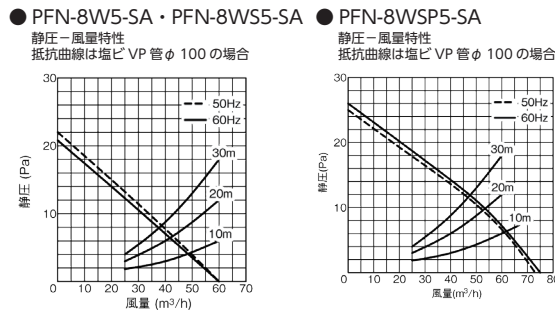 ● PFN-8W5-SA・PFN-8WS5-SA
静圧－風量特性
抵抗曲線は塩ビ VP 管φ 100 の場合
30
20
10
0 10 20 30 40 50 60 70
静圧 (Pa)
風量 (m³/h)
50Hz
60Hz
30m
20m
10m
● PFN-8WSP5-SA
静圧－風量特性
抵抗曲線は塩ビ VP 管φ 100 の場合
30
20
10
0 10 20 30 40 50 60 70 80
静圧(Pa)
風量(m³/h)
50Hz
60Hz
30m
20m
10m